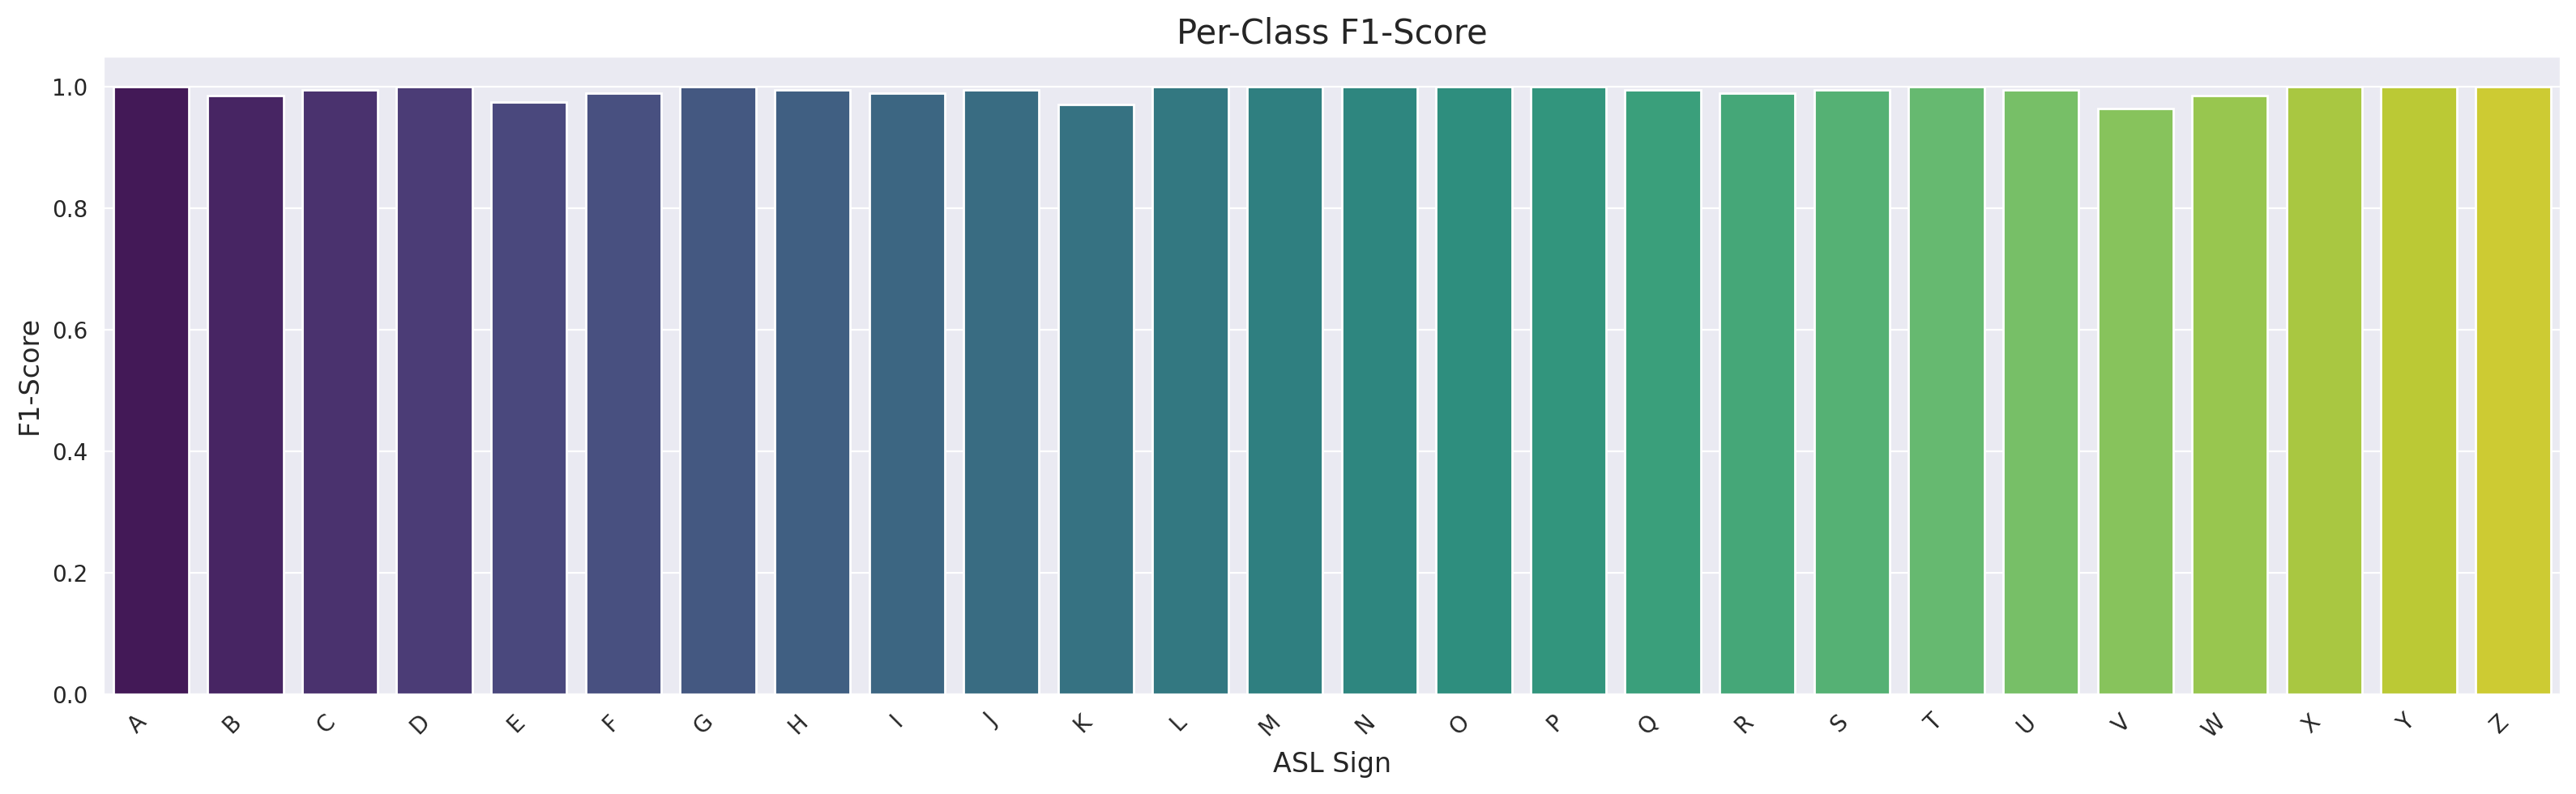 Per-Class F1-Score
1.0
0.8
0.6
0.4
0.2
0.0
F1-Score
A B C D E F G H I J K L M N O P Q R S T U V W X Y Z
ASL Sign